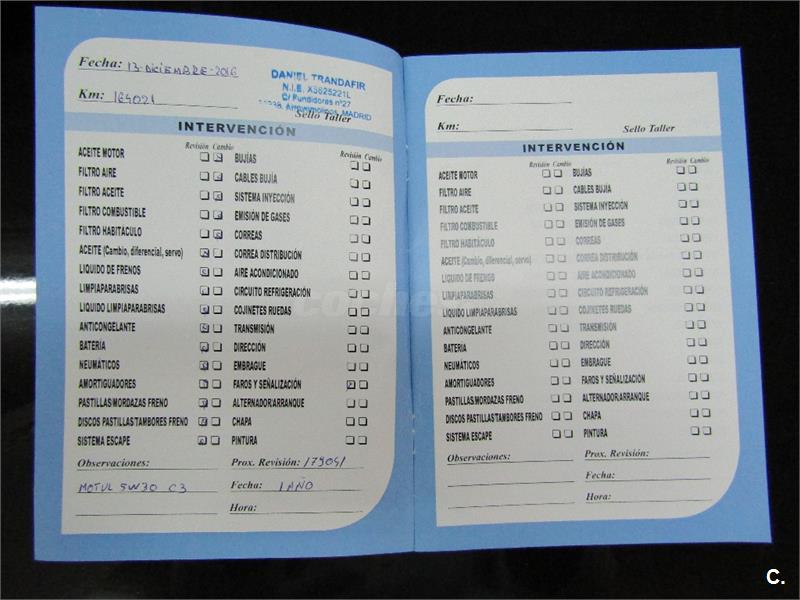 Fecha: 13-DICIEMBRE-2016
DANIEL TRANDAFIR
N.I.E. X3625221L
C/ Fundidores nº27
Arroyomolinos, MADRID
Km: 164021
Sello Taller
INTERVENCIÓN
Revisión Cambio
Revisión Cambio
ACEITE MOTOR BUJÍAS
FILTRO AIRE CABLES BUJÍA
FILTRO ACEITE SISTEMA INYECCIÓN
FILTRO COMBUSTIBLE EMISIÓN DE GASES
FILTRO HABITÁCULO CORREAS
ACEITE (Cambio, diferencial, servo) CORREA DISTRIBUCIÓN
LIQUIDO DE FRENOS AIRE ACONDICIONADO
LIMPIAPARABRISAS CIRCUITO REFRIGERACIÓN
LIQUIDO LIMPIAPARABRISAS COJINETES RUEDAS
ANTICONGELANTE TRANSMISIÓN
BATERÍA DIRECCIÓN
NEUMÁTICOS EMBRAGUE
AMORTIGUADORES FAROS Y SEÑALIZACIÓN
PASTILLAS/MORDAZAS FRENO ALTERNADOR/ARRANQUE
DISCOS PASTILLAS/TAMBORES FRENO CHAPA
SISTEMA ESCAPE PINTURA
Observaciones: Prox. Revisión: 179041
MOTUL 5W30 C3 Fecha: 1 AÑO
Hora:
Fecha:
Km:
Sello Taller
INTERVENCIÓN
Revisión Cambio
Revisión Cambio
ACEITE MOTOR BUJÍAS
FILTRO AIRE CABLES BUJÍA
FILTRO ACEITE SISTEMA INYECCIÓN
FILTRO COMBUSTIBLE EMISIÓN DE GASES
FILTRO HABITÁCULO CORREAS
ACEITE (Cambio, diferencial, servo) CORREA DISTRIBUCIÓN
LIQUIDO DE FRENOS AIRE ACONDICIONADO
LIMPIAPARABRISAS CIRCUITO REFRIGERACIÓN
LIQUIDO LIMPIAPARABRISAS COJINETES RUEDAS
ANTICONGELANTE TRANSMISIÓN
BATERÍA DIRECCIÓN
NEUMÁTICOS EMBRAGUE
AMORTIGUADORES FAROS Y SEÑALIZACIÓN
PASTILLAS/MORDAZAS FRENO ALTERNADOR/ARRANQUE
DISCOS PASTILLAS/TAMBORES FRENO CHAPA
SISTEMA ESCAPE PINTURA
Observaciones: Prox. Revisión:
Fecha:
Hora:
C.